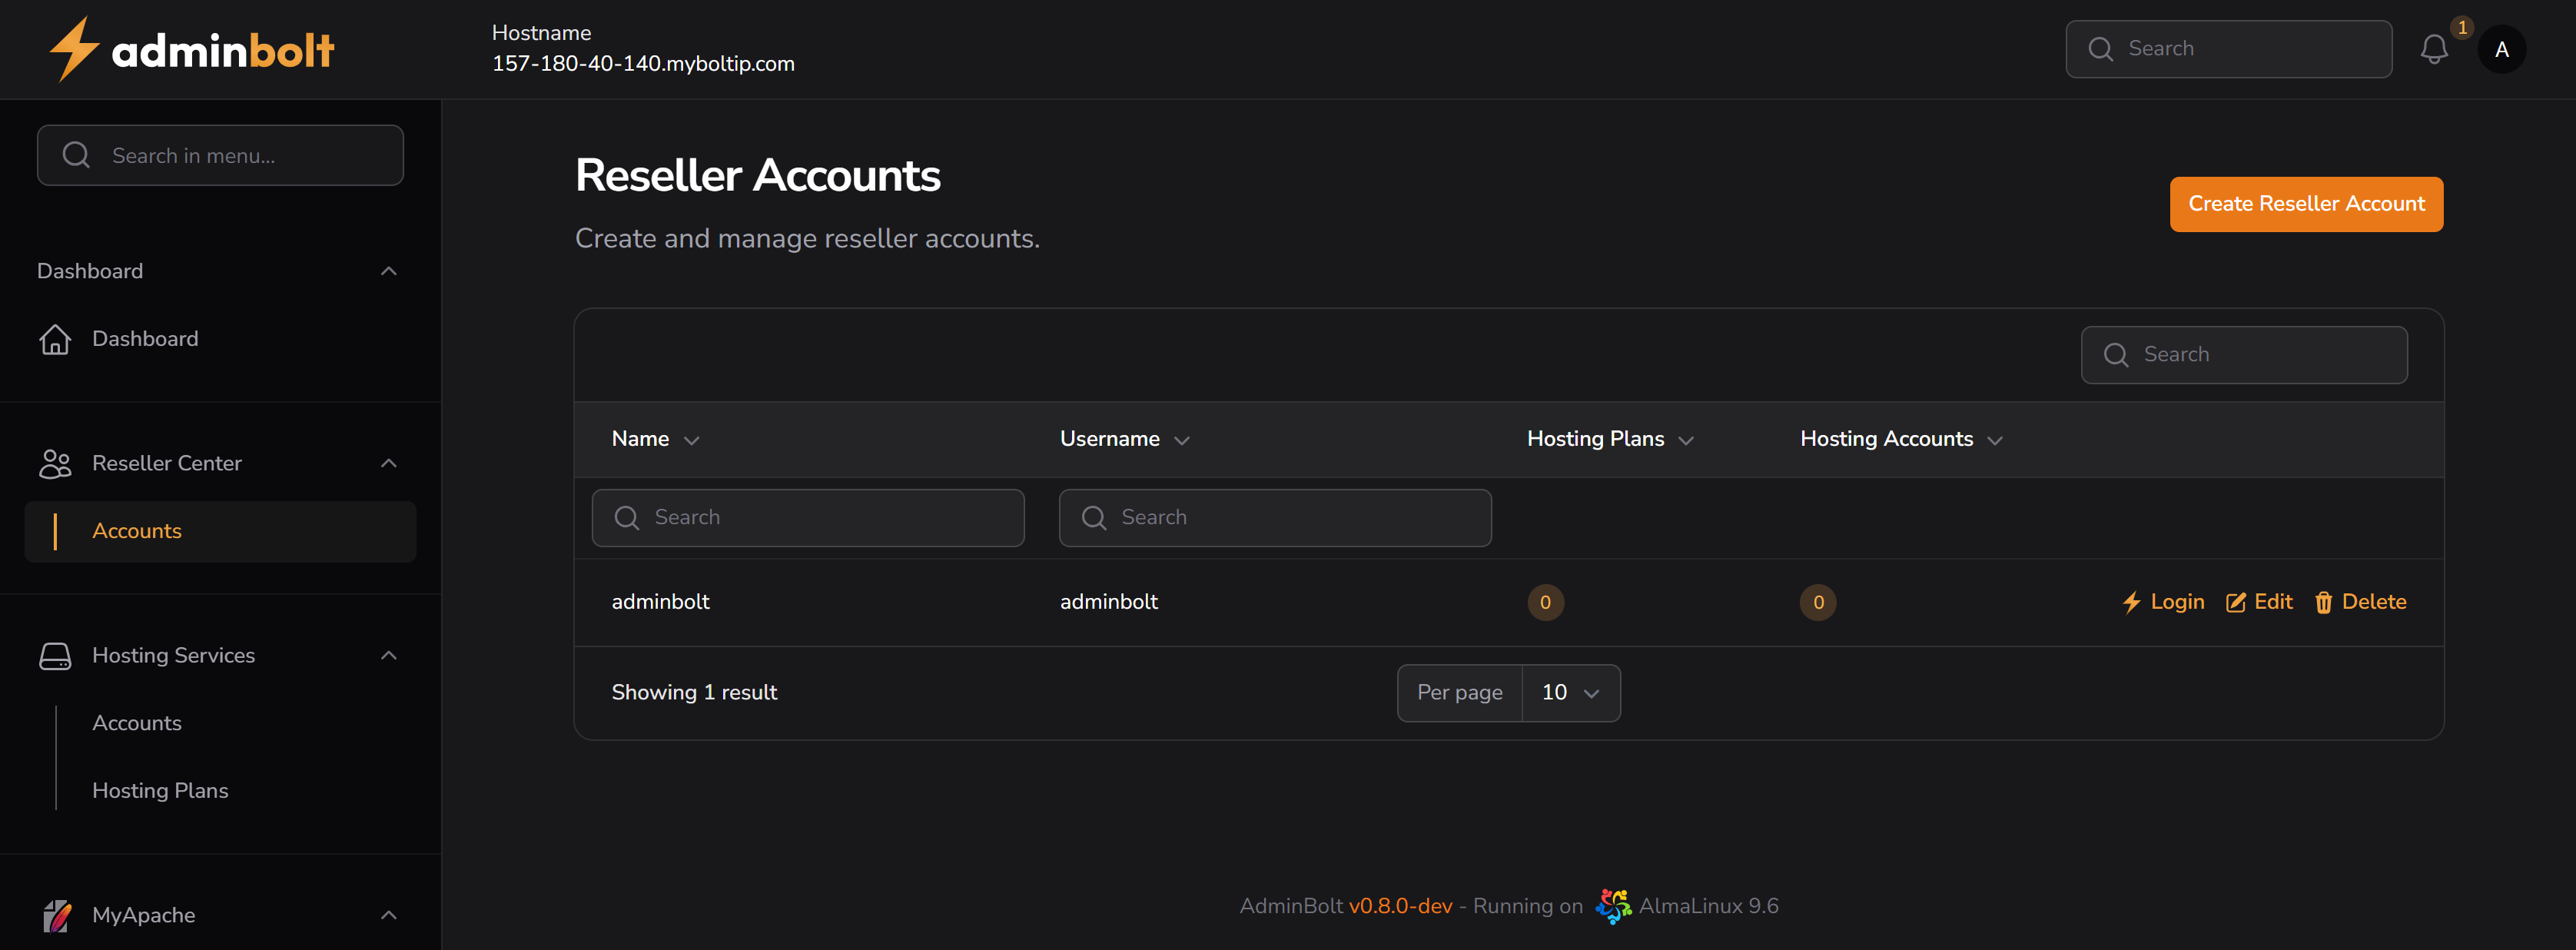 adminbolt
Hostname
157-180-40-140.myboltip.com
Search
1
A
Search in menu...
Dashboard
Dashboard
Reseller Center
Accounts
Hosting Services
Accounts
Hosting Plans
MyApache
Reseller Accounts
Create and manage reseller accounts.
Create Reseller Account
Search
Name Username Hosting Plans Hosting Accounts
Search Search
adminbolt adminbolt 0 0 Login Edit Delete
Showing 1 result Per page 10
AdminBolt v0.8.0-dev - Running on AlmaLinux 9.6